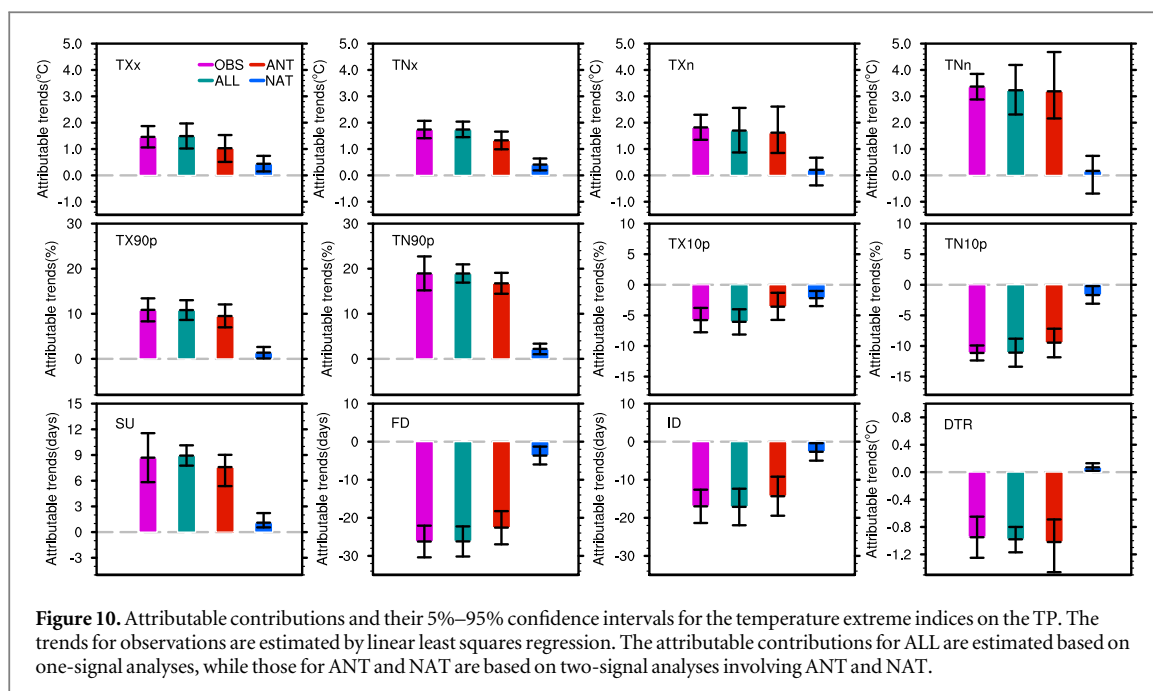 Attributable trends(°C)
5.0
4.0
3.0
2.0
1.0
0.0
-1.0
TXx
OBS
ANT
ALL
NAT
Attributable trends(°C)
5.0
4.0
3.0
2.0
1.0
0.0
-1.0
TNx
Attributable trends(°C)
5.0
4.0
3.0
2.0
1.0
0.0
-1.0
TXn
Attributable trends(°C)
5.0
4.0
3.0
2.0
1.0
0.0
-1.0
TNn
Attributable trends(%)
30
20
10
0
TX90p
Attributable trends(%)
30
20
10
0
TN90p
Attributable trends(%)
10
5
0
-5
-10
-15
TX10p
Attributable trends(%)
10
5
0
-5
-10
-15
TN10p
Attributable trends(days)
15
12
9
6
3
0
-3
SU
Attributable trends(days)
10
0
-10
-20
-30
FD
Attributable trends(days)
10
0
-10
-20
-30
ID
Attributable trends(°C)
0.8
0.4
0.0
-0.4
-0.8
-1.2
DTR
Figure 10. Attributable contributions and their 5%–95% confidence intervals for the temperature extreme indices on the TP. The
trends for observations are estimated by linear least squares regression. The attributable contributions for ALL are estimated based on
one-signal analyses, while those for ANT and NAT are based on two-signal analyses involving ANT and NAT.